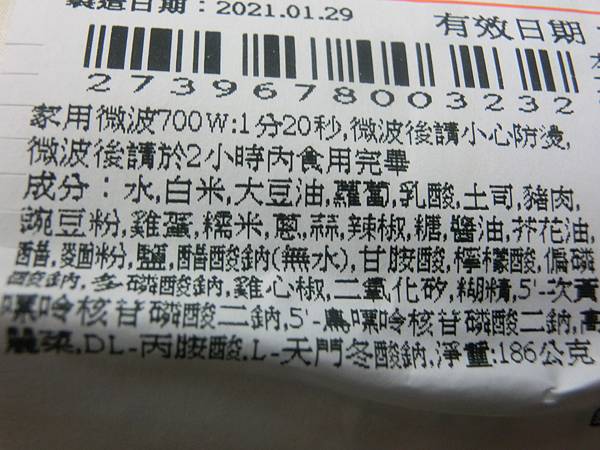 製造日期：2021.01.29
有效日期
2739678003232
家用微波700W:1分20秒,微波後請小心防燙,
微波後請於2小時內食用完畢
成分：水,白米,大豆油,蘿蔔,乳酸,土司,豬肉,
豌豆粉,雞蛋,糯米,蔥,蒜,辣椒,糖,醬油,芥花油,
醋,麥麵粉,鹽,醋酸鈉(無水),甘胺酸,檸檬酸,偏磷
酸鈉,多磷酸鈉,雞心椒,二氧化矽,糊精,5'-次黃
嘌呤核苷磷酸二鈉,5'-鳥嘌呤核苷磷酸二鈉,高
麗菜,DL-丙胺酸,L-天門冬酸鈉,淨重:186公克